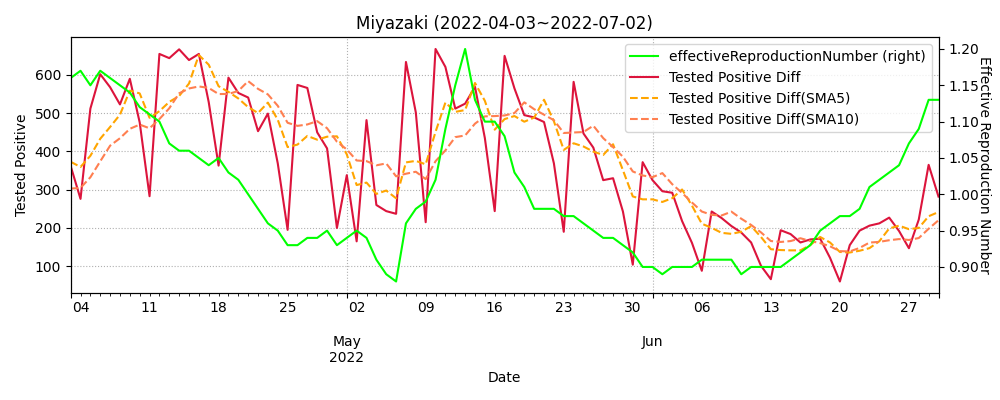 Miyazaki (2022-04-03~2022-07-02)
effectiveReproductionNumber (right)
Tested Positive Diff
Tested Positive Diff(SMA5)
Tested Positive Diff(SMA10)
Tested Positive
600
500
400
300
200
100
Effective Reproduction Number
1.20
1.15
1.10
1.05
1.00
0.95
0.90
04 11 18 25 02 09 16 23 30 06 13 20 27
May Jun
2022
Date